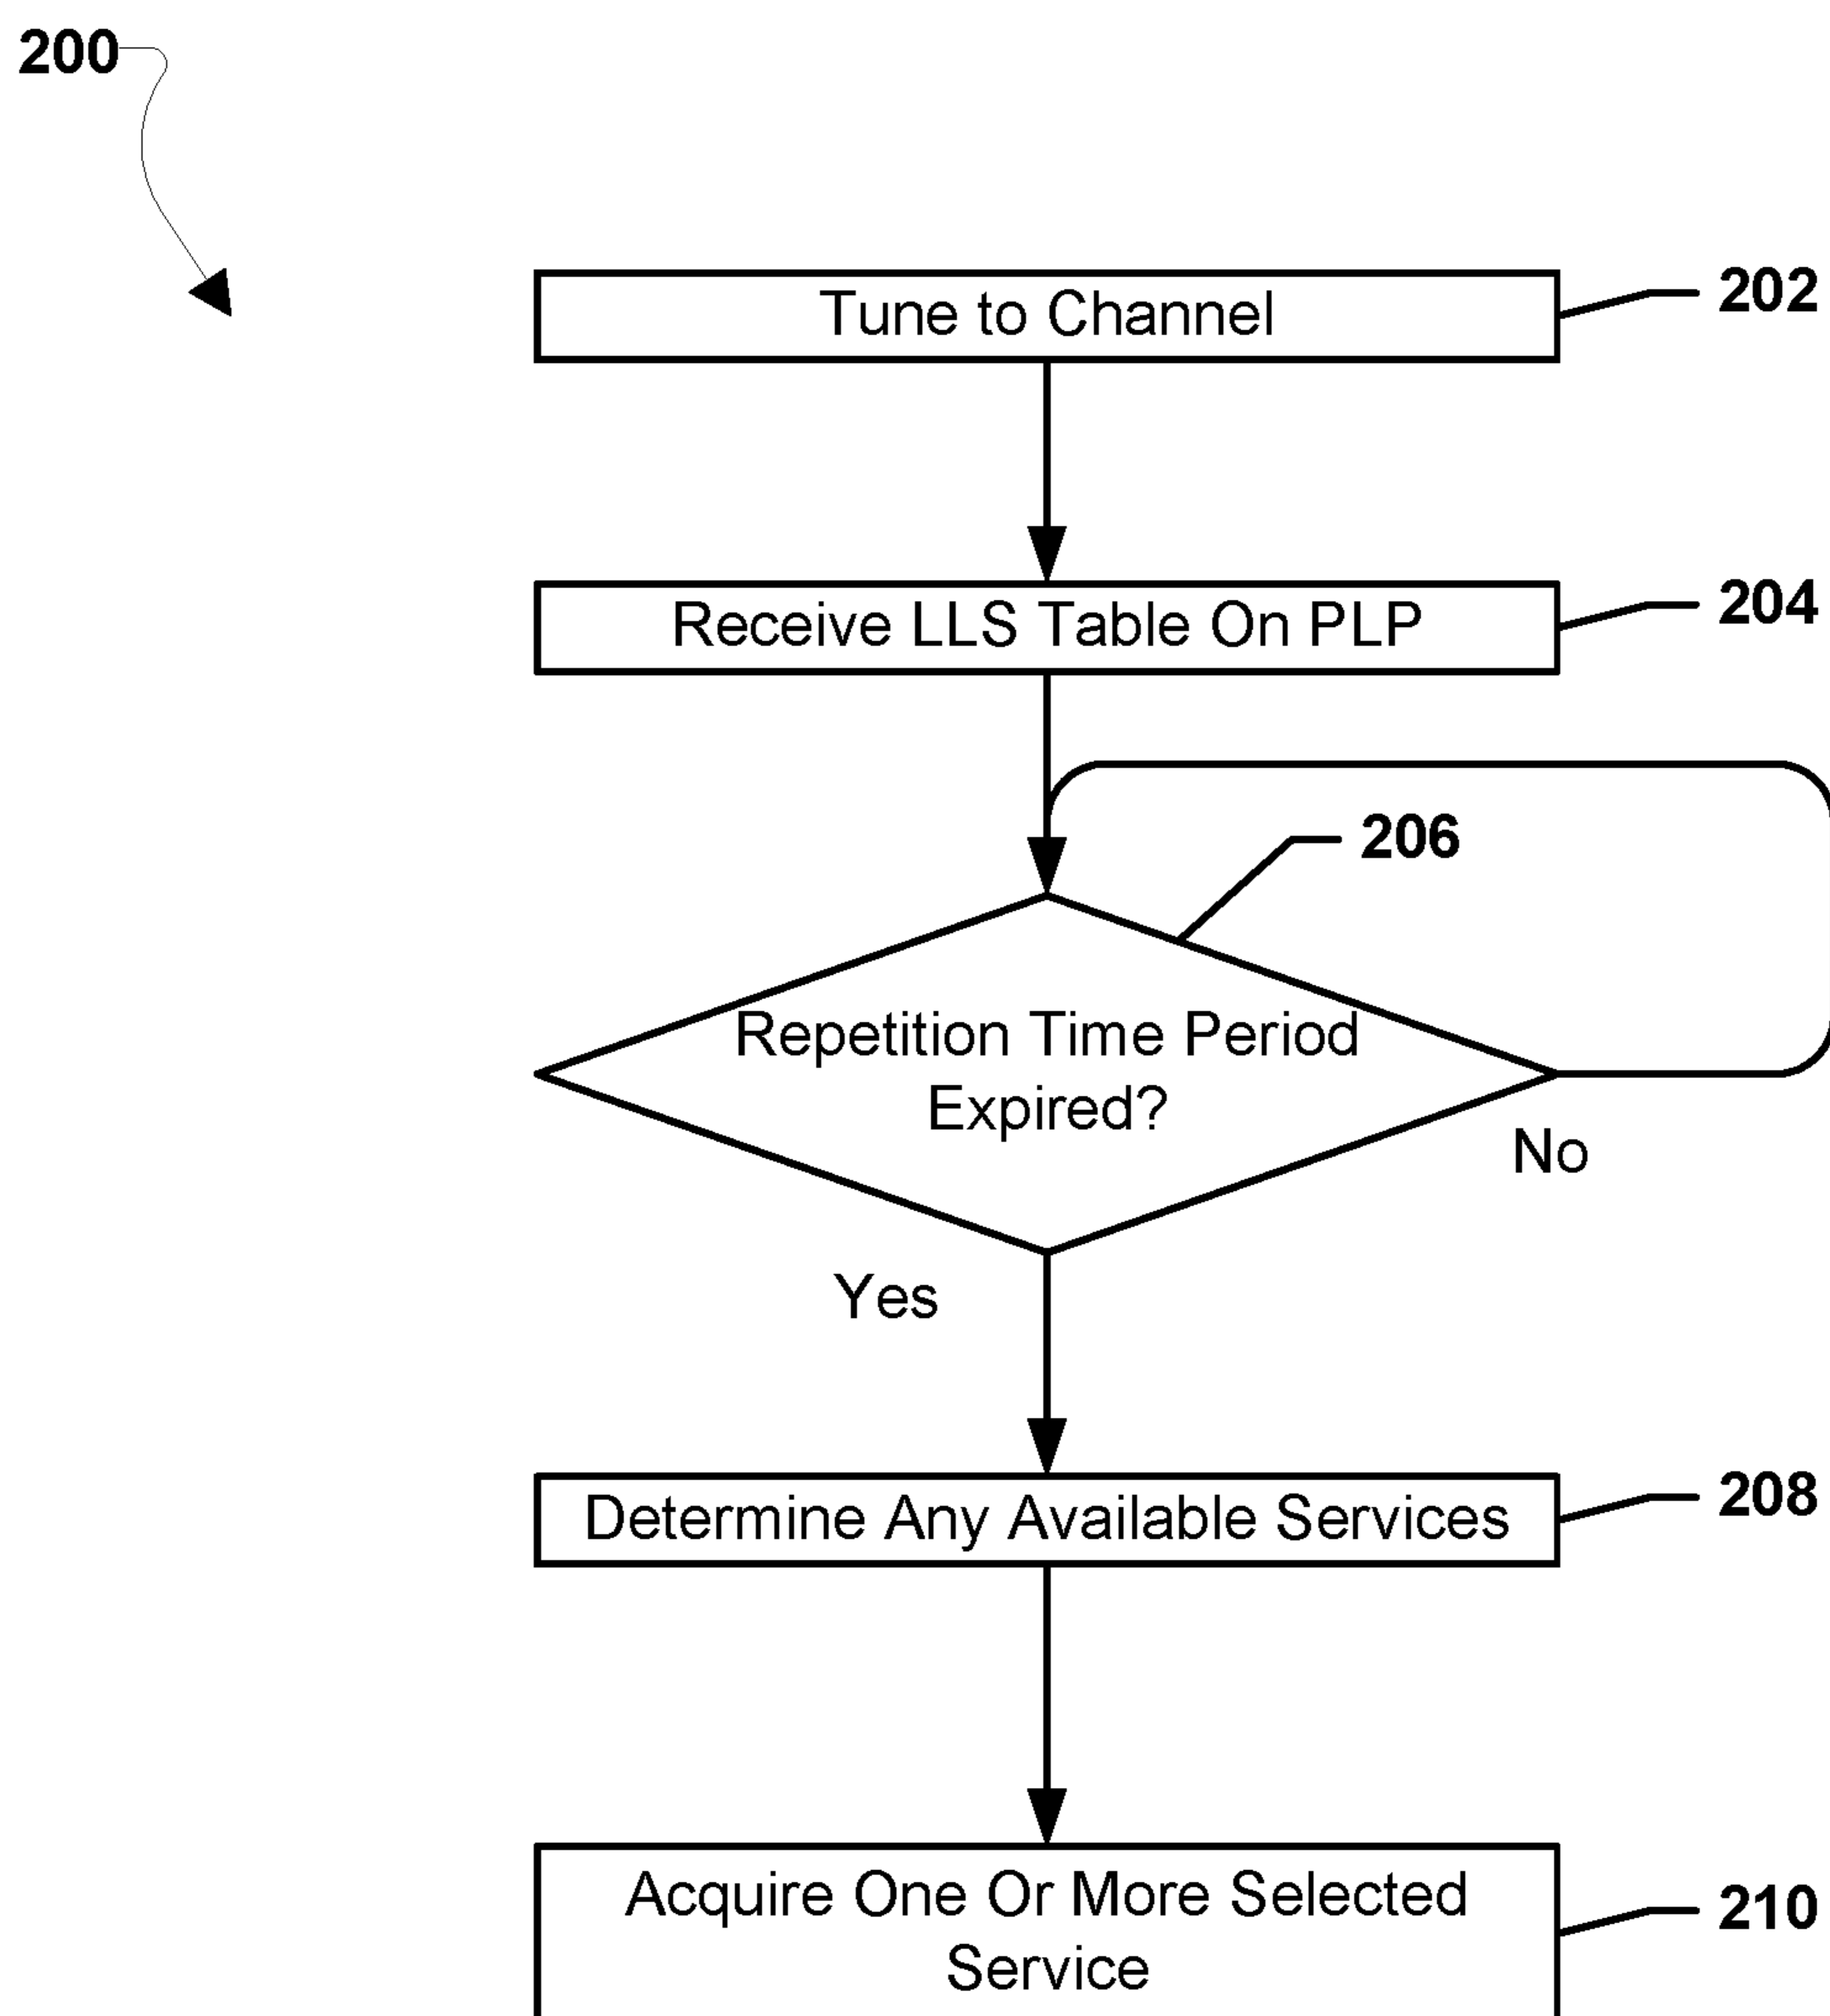 200
Tune to Channel
202
Receive LLS Table On PLP
204
206
Repetition Time Period
Expired?
No
Yes
Determine Any Available Services
208
Acquire One Or More Selected
Service
210